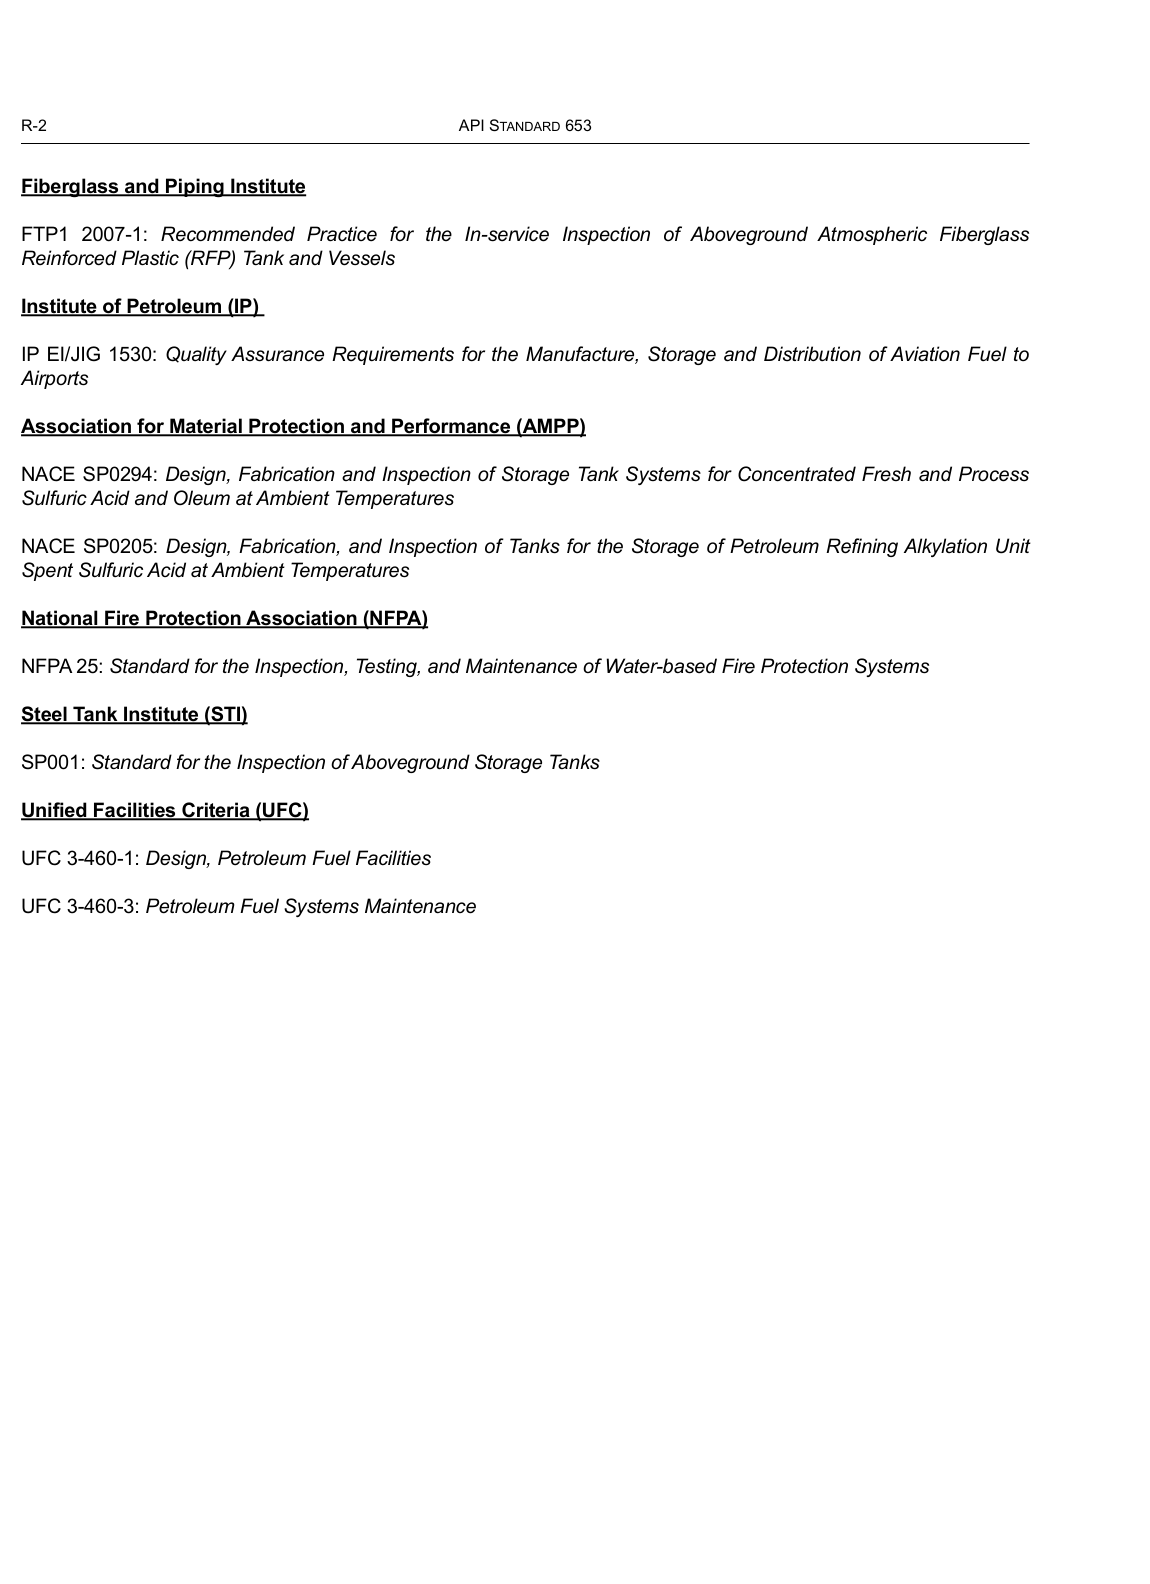 R-2
API STANDARD 653
Fiberglass and Piping Institute
FTP1 2007-1: Recommended Practice for the In-service Inspection of Aboveground Atmospheric Fiberglass
Reinforced Plastic (RFP) Tank and Vessels
Institute of Petroleum (IP)
IP EI/JIG 1530: Quality Assurance Requirements for the Manufacture, Storage and Distribution of Aviation Fuel to
Airports
Association for Material Protection and Performance (AMPP)
NACE SP0294: Design, Fabrication and Inspection of Storage Tank Systems for Concentrated Fresh and Process
Sulfuric Acid and Oleum at Ambient Temperatures
NACE SP0205: Design, Fabrication, and Inspection of Tanks for the Storage of Petroleum Refining Alkylation Unit
Spent Sulfuric Acid at Ambient Temperatures
National Fire Protection Association (NFPA)
NFPA 25: Standard for the Inspection, Testing, and Maintenance of Water-based Fire Protection Systems
Steel Tank Institute (STI)
SP001: Standard for the Inspection of Aboveground Storage Tanks
Unified Facilities Criteria (UFC)
UFC 3-460-1: Design, Petroleum Fuel Facilities
UFC 3-460-3: Petroleum Fuel Systems Maintenance